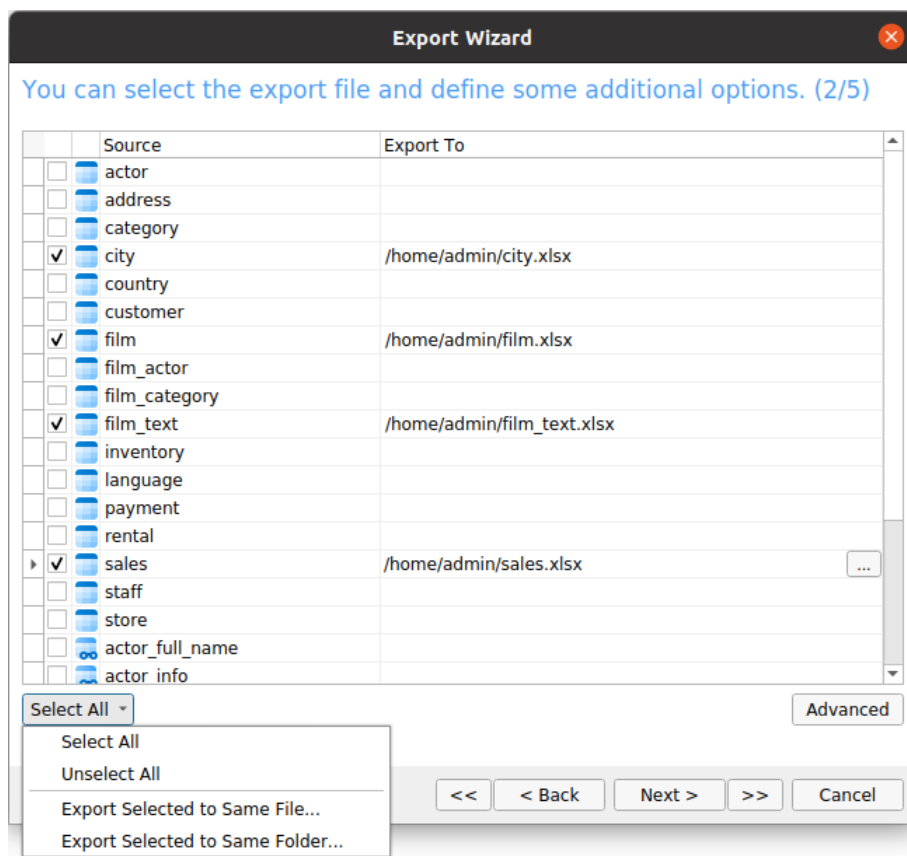 Export Wizard
You can select the export file and define some additional options. (2/5)
Source Export To
actor
address
category
city /home/admin/city.xlsx
country
customer
film /home/admin/film.xlsx
film_actor
film_category
film_text /home/admin/film_text.xlsx
inventory
language
payment
rental
sales /home/admin/sales.xlsx ...
staff
store
actor_full_name
actor_info
Select All Advanced
Select All
Unselect All
<< < Back Next > >> Cancel
Export Selected to Same File...
Export Selected to Same Folder...